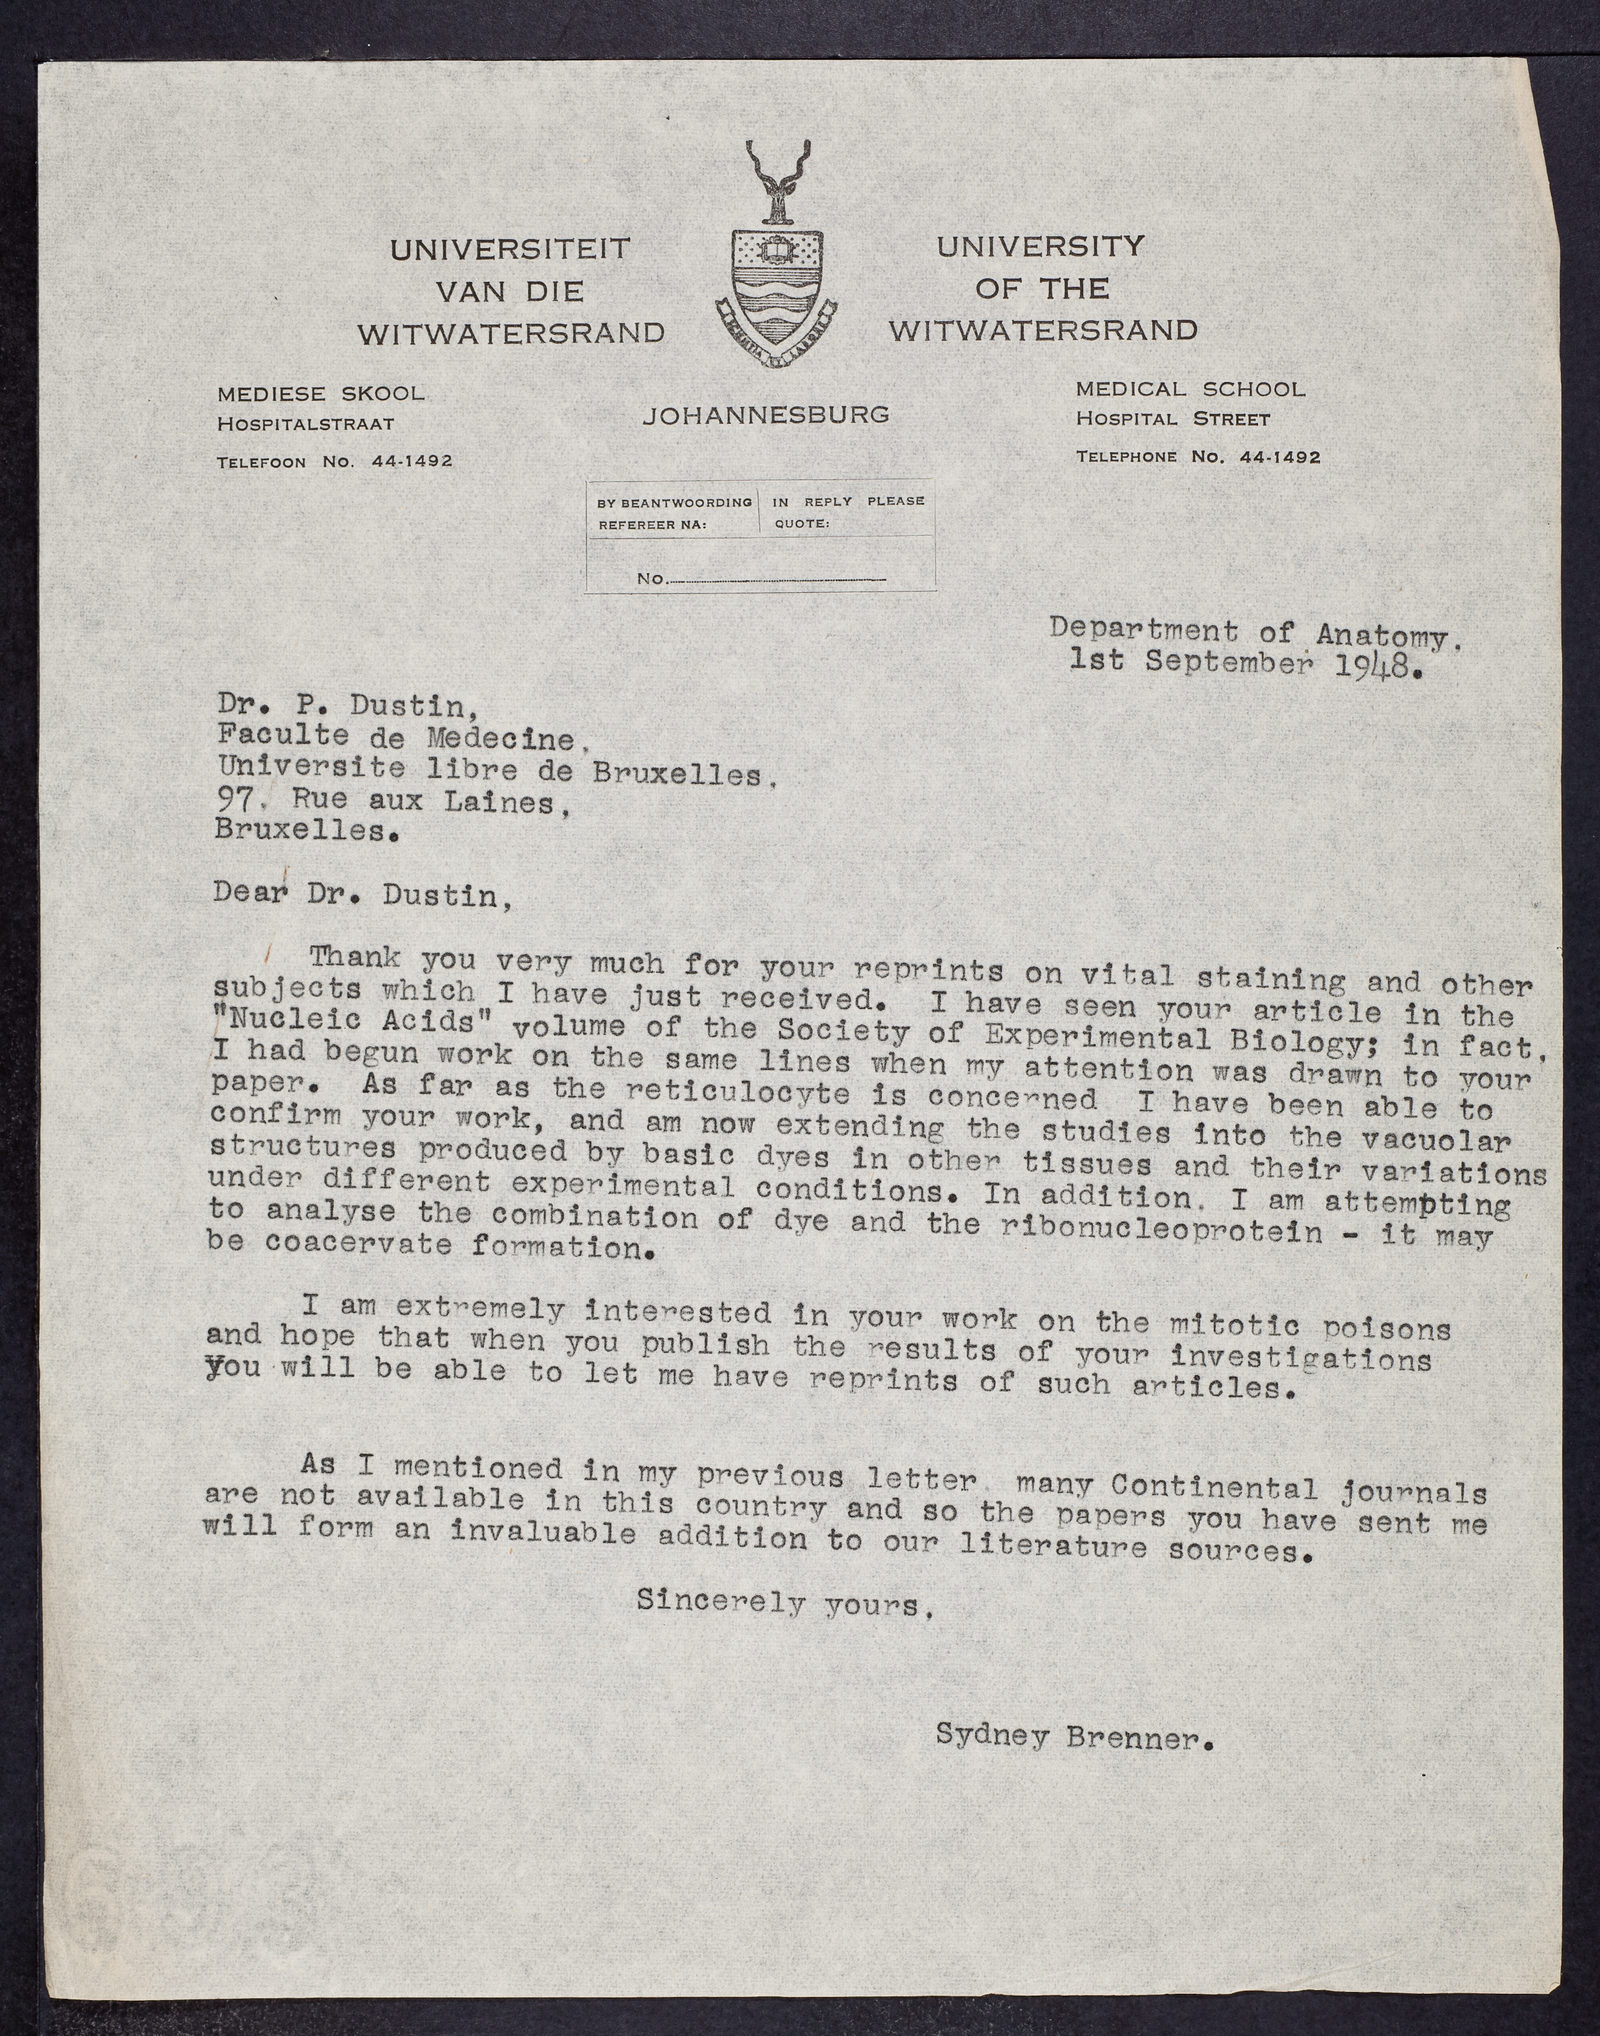 UNIVERSITEIT
VAN DIE
WITWATERSRAND
UNIVERSITY
OF THE
WITWATERSRAND
MEDIESE SKOOL
HOSPITALSTRAAT
TELEFOON No. 44-1492
JOHANNESBURG
MEDICAL SCHOOL
HOSPITAL STREET
TELEPHONE No. 44-1492
BY BEANTWOORDING
REFEREER NA:
IN REPLY PLEASE
QUOTE:
No.
Department of Anatomy.
1st September 1948.
Dr. P. Dustin,
Faculte de Medecine,
Universite libre de Bruxelles,
97, Rue aux Laines,
Bruxelles.
Dear Dr. Dustin,
Thank you very much for your reprints on vital staining and other
subjects which I have just received. I have seen your article in the
"Nucleic Acids" volume of the Society of Experimental Biology; in fact,
I had begun work on the same lines when my attention was drawn to your
paper. As far as the reticulocyte is concerned I have been able to
confirm your work, and am now extending the studies into the vacuolar
structures produced by basic dyes in other tissues and their variations
under different experimental conditions. In addition, I am attempting
to analyse the combination of dye and the ribonucleoprotein - it may
be coacervate formation.
I am extremely interested in your work on the mitotic poisons
and hope that when you publish the results of your investigations
you will be able to let me have reprints of such articles.
As I mentioned in my previous letter, many Continental journals
are not available in this country and so the papers you have sent me
will form an invaluable addition to our literature sources.
Sincerely yours,
Sydney Brenner.